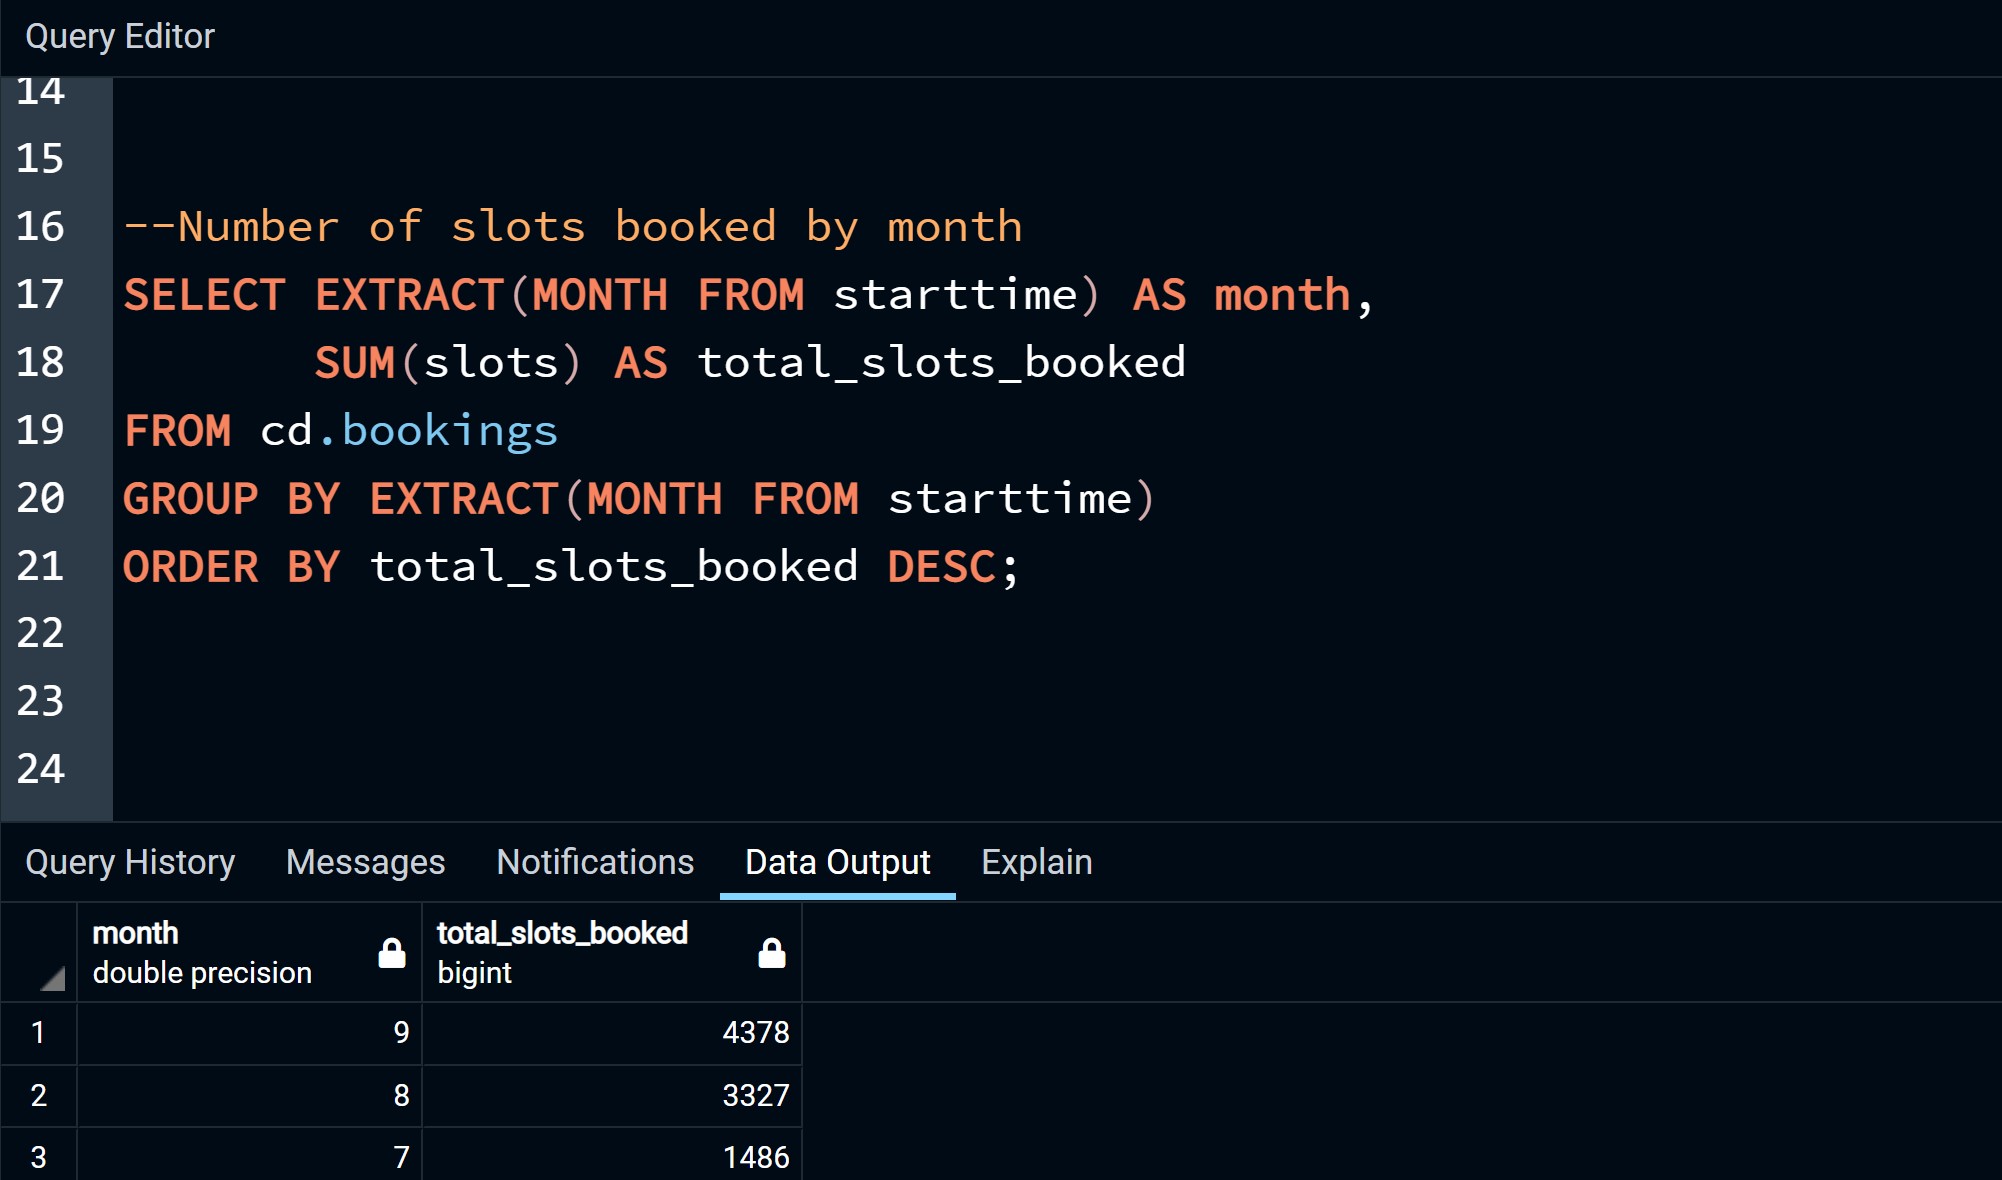 Query Editor
14
15
16 --Number of slots booked by month
17 SELECT EXTRACT(MONTH FROM starttime) AS month,
18 SUM(slots) AS total_slots_booked
19 FROM cd.bookings
20 GROUP BY EXTRACT(MONTH FROM starttime)
21 ORDER BY total_slots_booked DESC;
22
23
24
Query History Messages Notifications Data Output Explain
month total_slots_booked
double precision bigint
1 9 4378
2 8 3327
3 7 1486